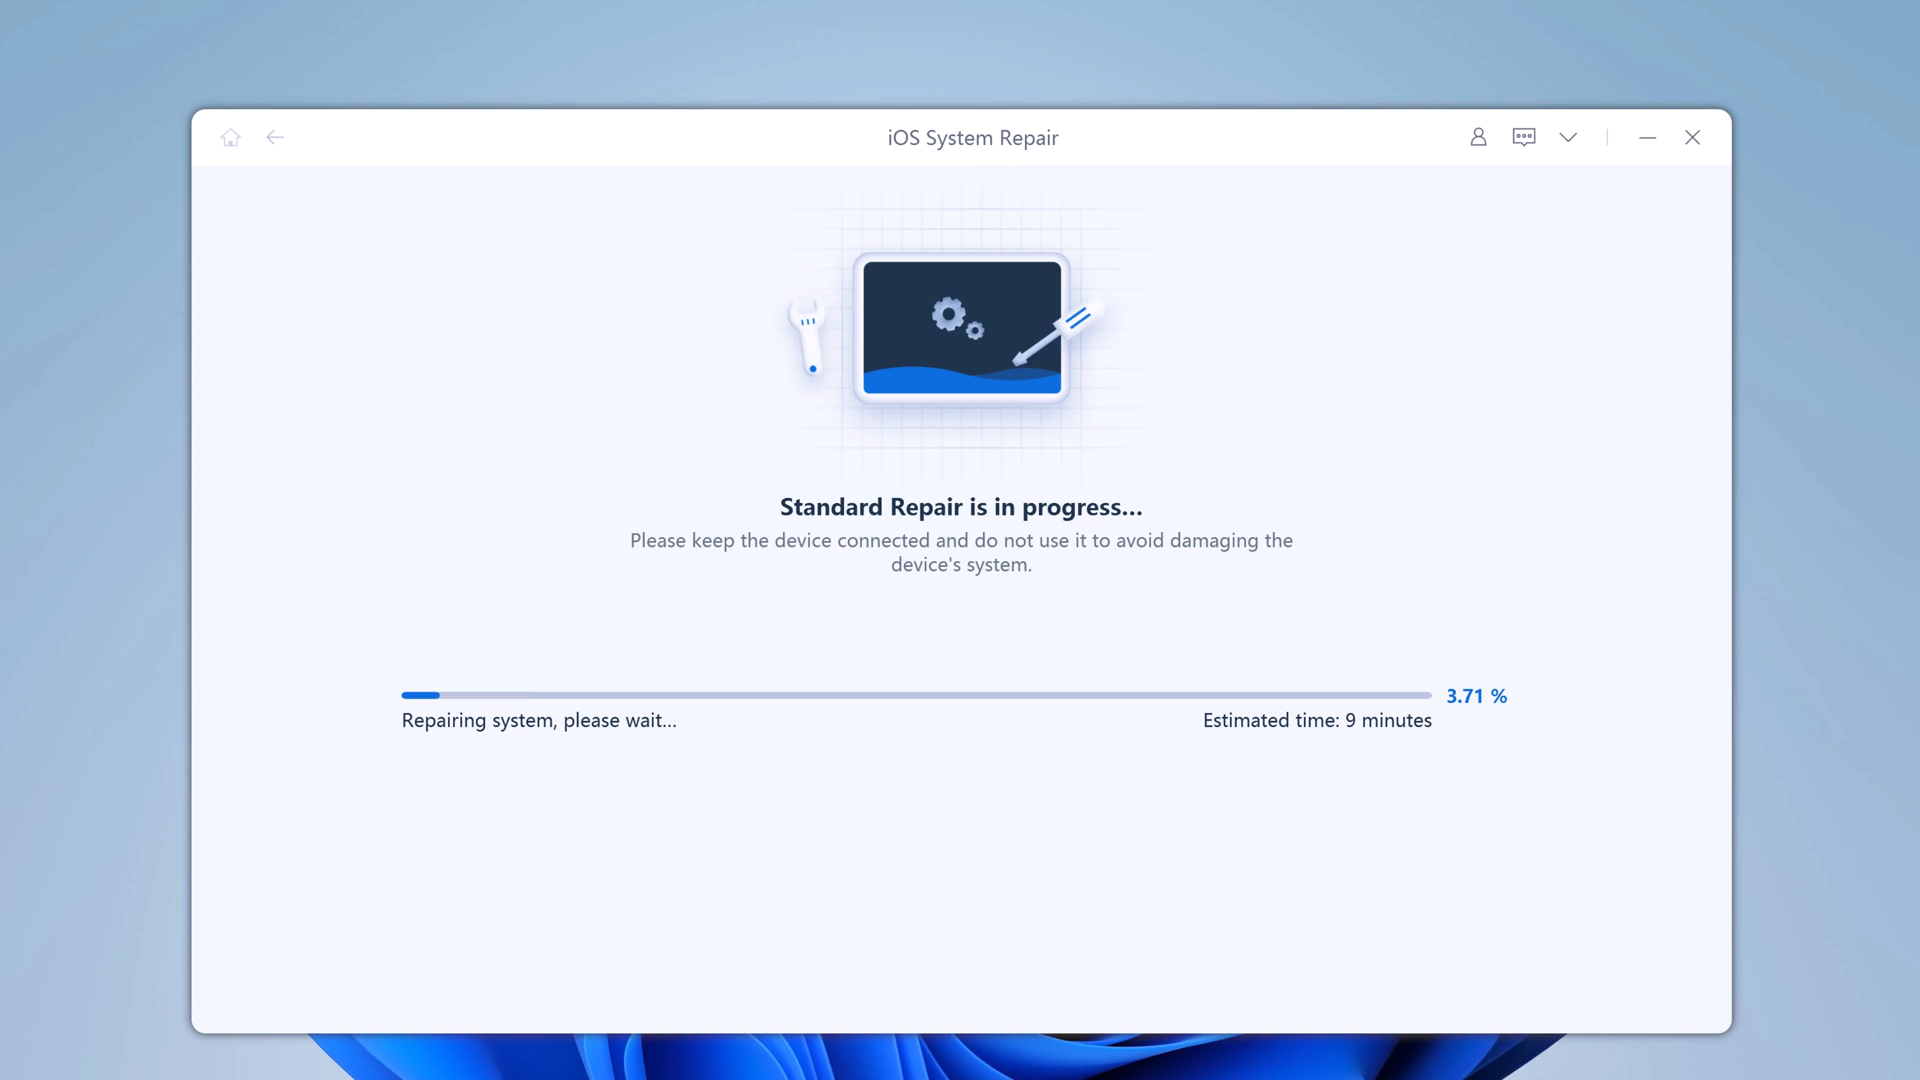 iOS System Repair
Standard Repair is in progress...
Please keep the device connected and do not use it to avoid damaging the
device's system.
3.71 %
Repairing system, please wait...
Estimated time: 9 minutes